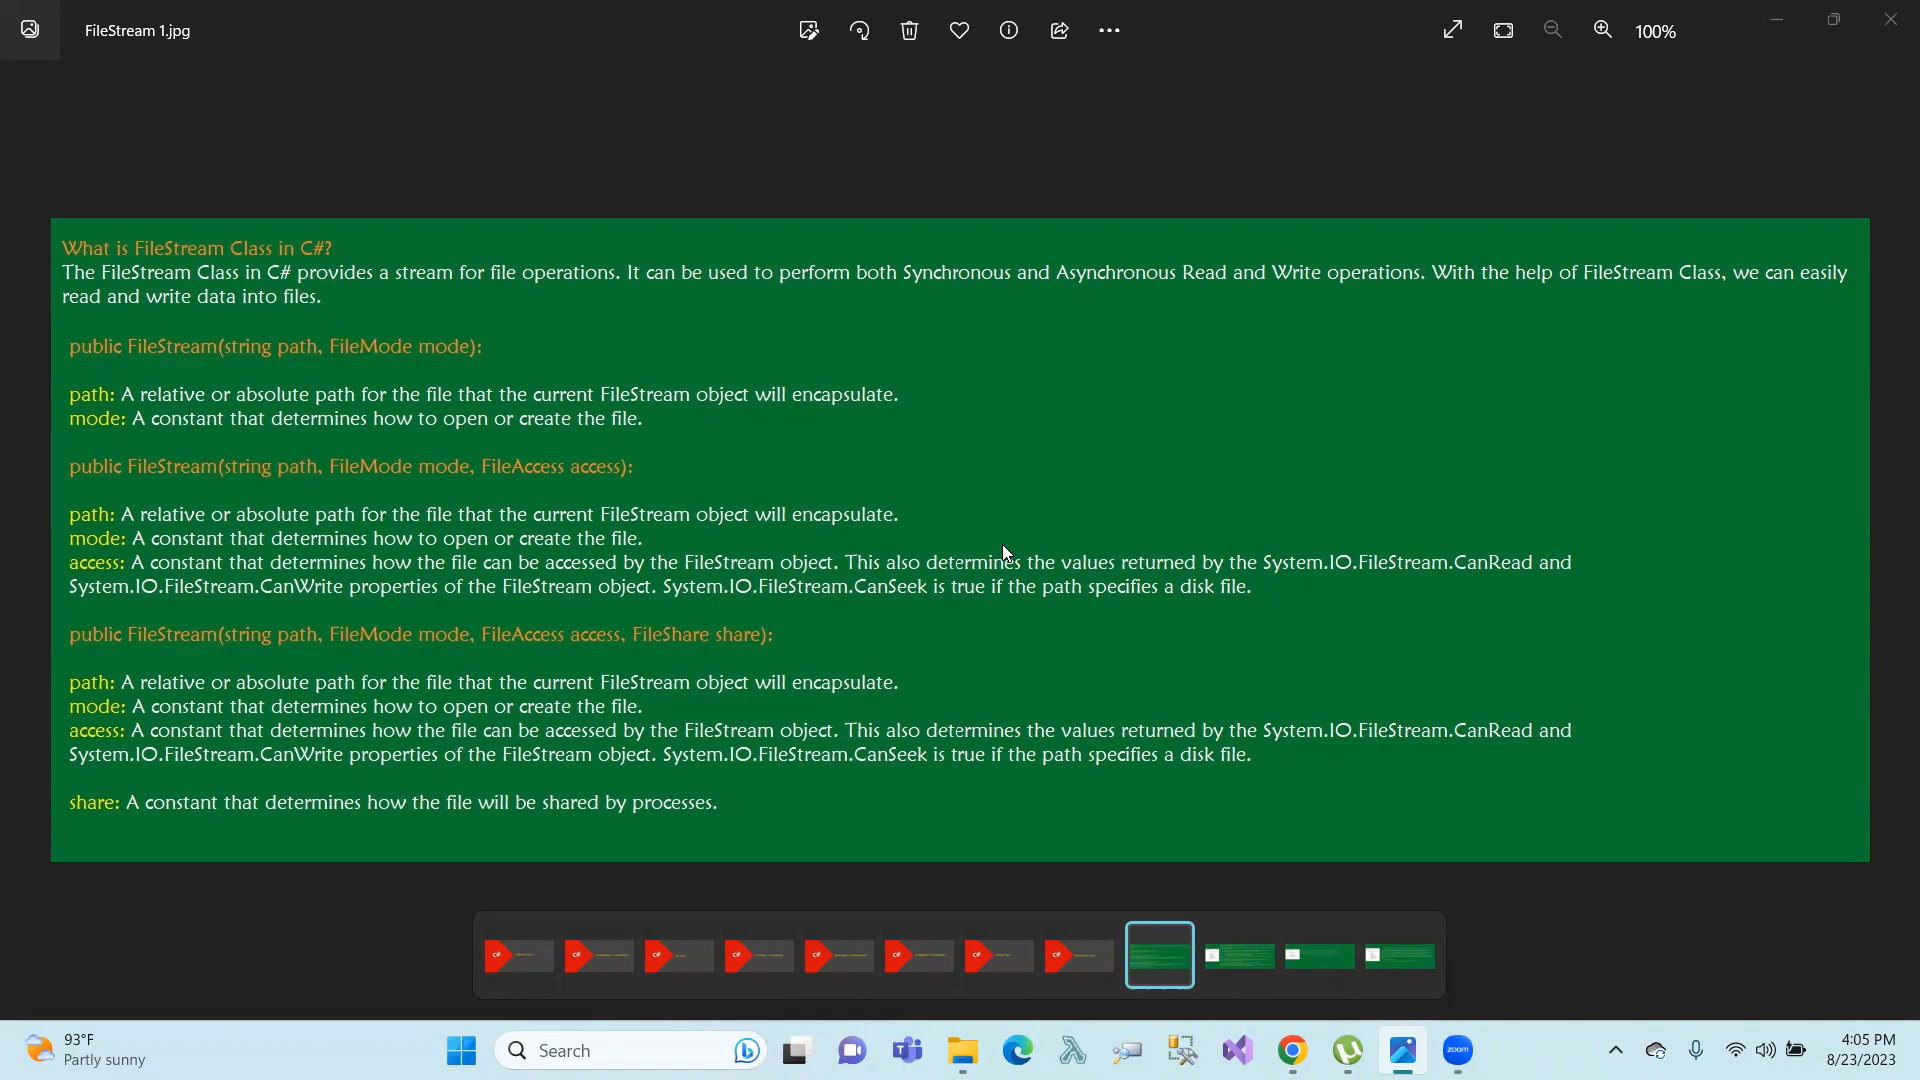 FileStream 1.jpg
100%
What is FileStream Class in C#?
The FileStream Class in C# provides a stream for file operations. It can be used to perform both Synchronous and Asynchronous Read and Write operations. With the help of FileStream Class, we can easily
read and write data into files.
public FileStream(string path, FileMode mode):
path: A relative or absolute path for the file that the current FileStream object will encapsulate.
mode: A constant that determines how to open or create the file.
public FileStream(string path, FileMode mode, FileAccess access):
path: A relative or absolute path for the file that the current FileStream object will encapsulate.
mode: A constant that determines how to open or create the file.
access: A constant that determines how the file can be accessed by the FileStream object. This also determines the values returned by the System.IO.FileStream.CanRead and
System.IO.FileStream.CanWrite properties of the FileStream object. System.IO.FileStream.CanSeek is true if the path specifies a disk file.
public FileStream(string path, FileMode mode, FileAccess access, FileShare share):
path: A relative or absolute path for the file that the current FileStream object will encapsulate.
mode: A constant that determines how to open or create the file.
access: A constant that determines how the file can be accessed by the FileStream object. This also determines the values returned by the System.IO.FileStream.CanRead and
System.IO.FileStream.CanWrite properties of the FileStream object. System.IO.FileStream.CanSeek is true if the path specifies a disk file.
share: A constant that determines how the file will be shared by processes.
C# C# C# C# C# C# C# C#
93°F
Partly sunny
Search
zoom
4:05 PM
8/23/2023